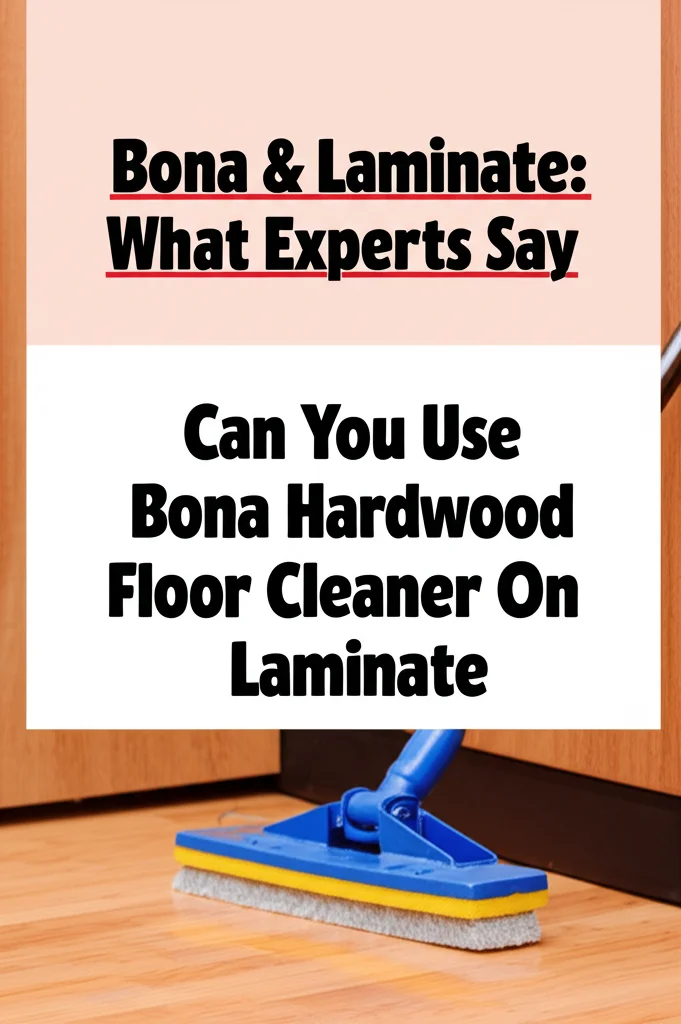 Bona & Laminate:
What Experts Say
Can You Use
Bona Hardwood
Floor Cleaner On
Laminate